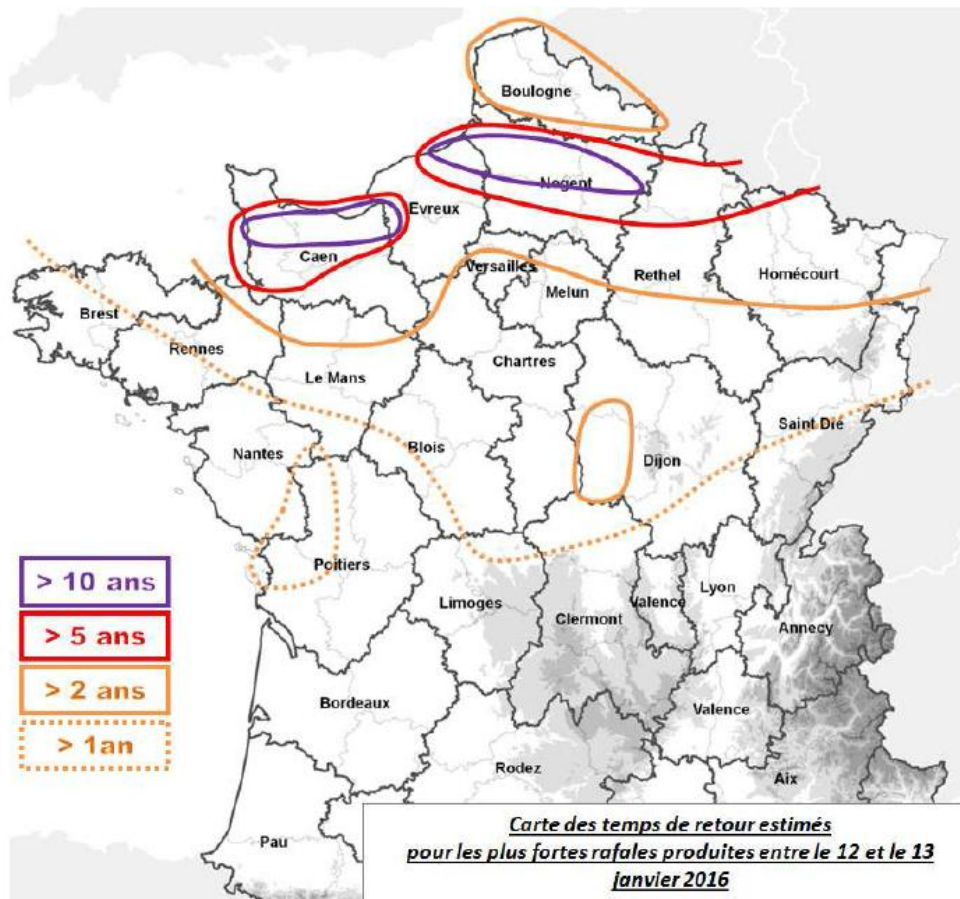 Boulogne
Nogent
Evreux
Caen
Versailles
Rethel
Homécourt
Melun
Brest
Rennes
Chartres
Le Mans
Saint Dié
Nantes
Blois
Dijon
Poitiers
> 10 ans
Limoges
Valence
Lyon
Clermont
> 5 ans
Annecy
> 2 ans
Bordeaux
Valence
> 1an
Rodez
Aix
Pau
Carte des temps de retour estimés
pour les plus fortes rafales produites entre le 12 et le 13
janvier 2016